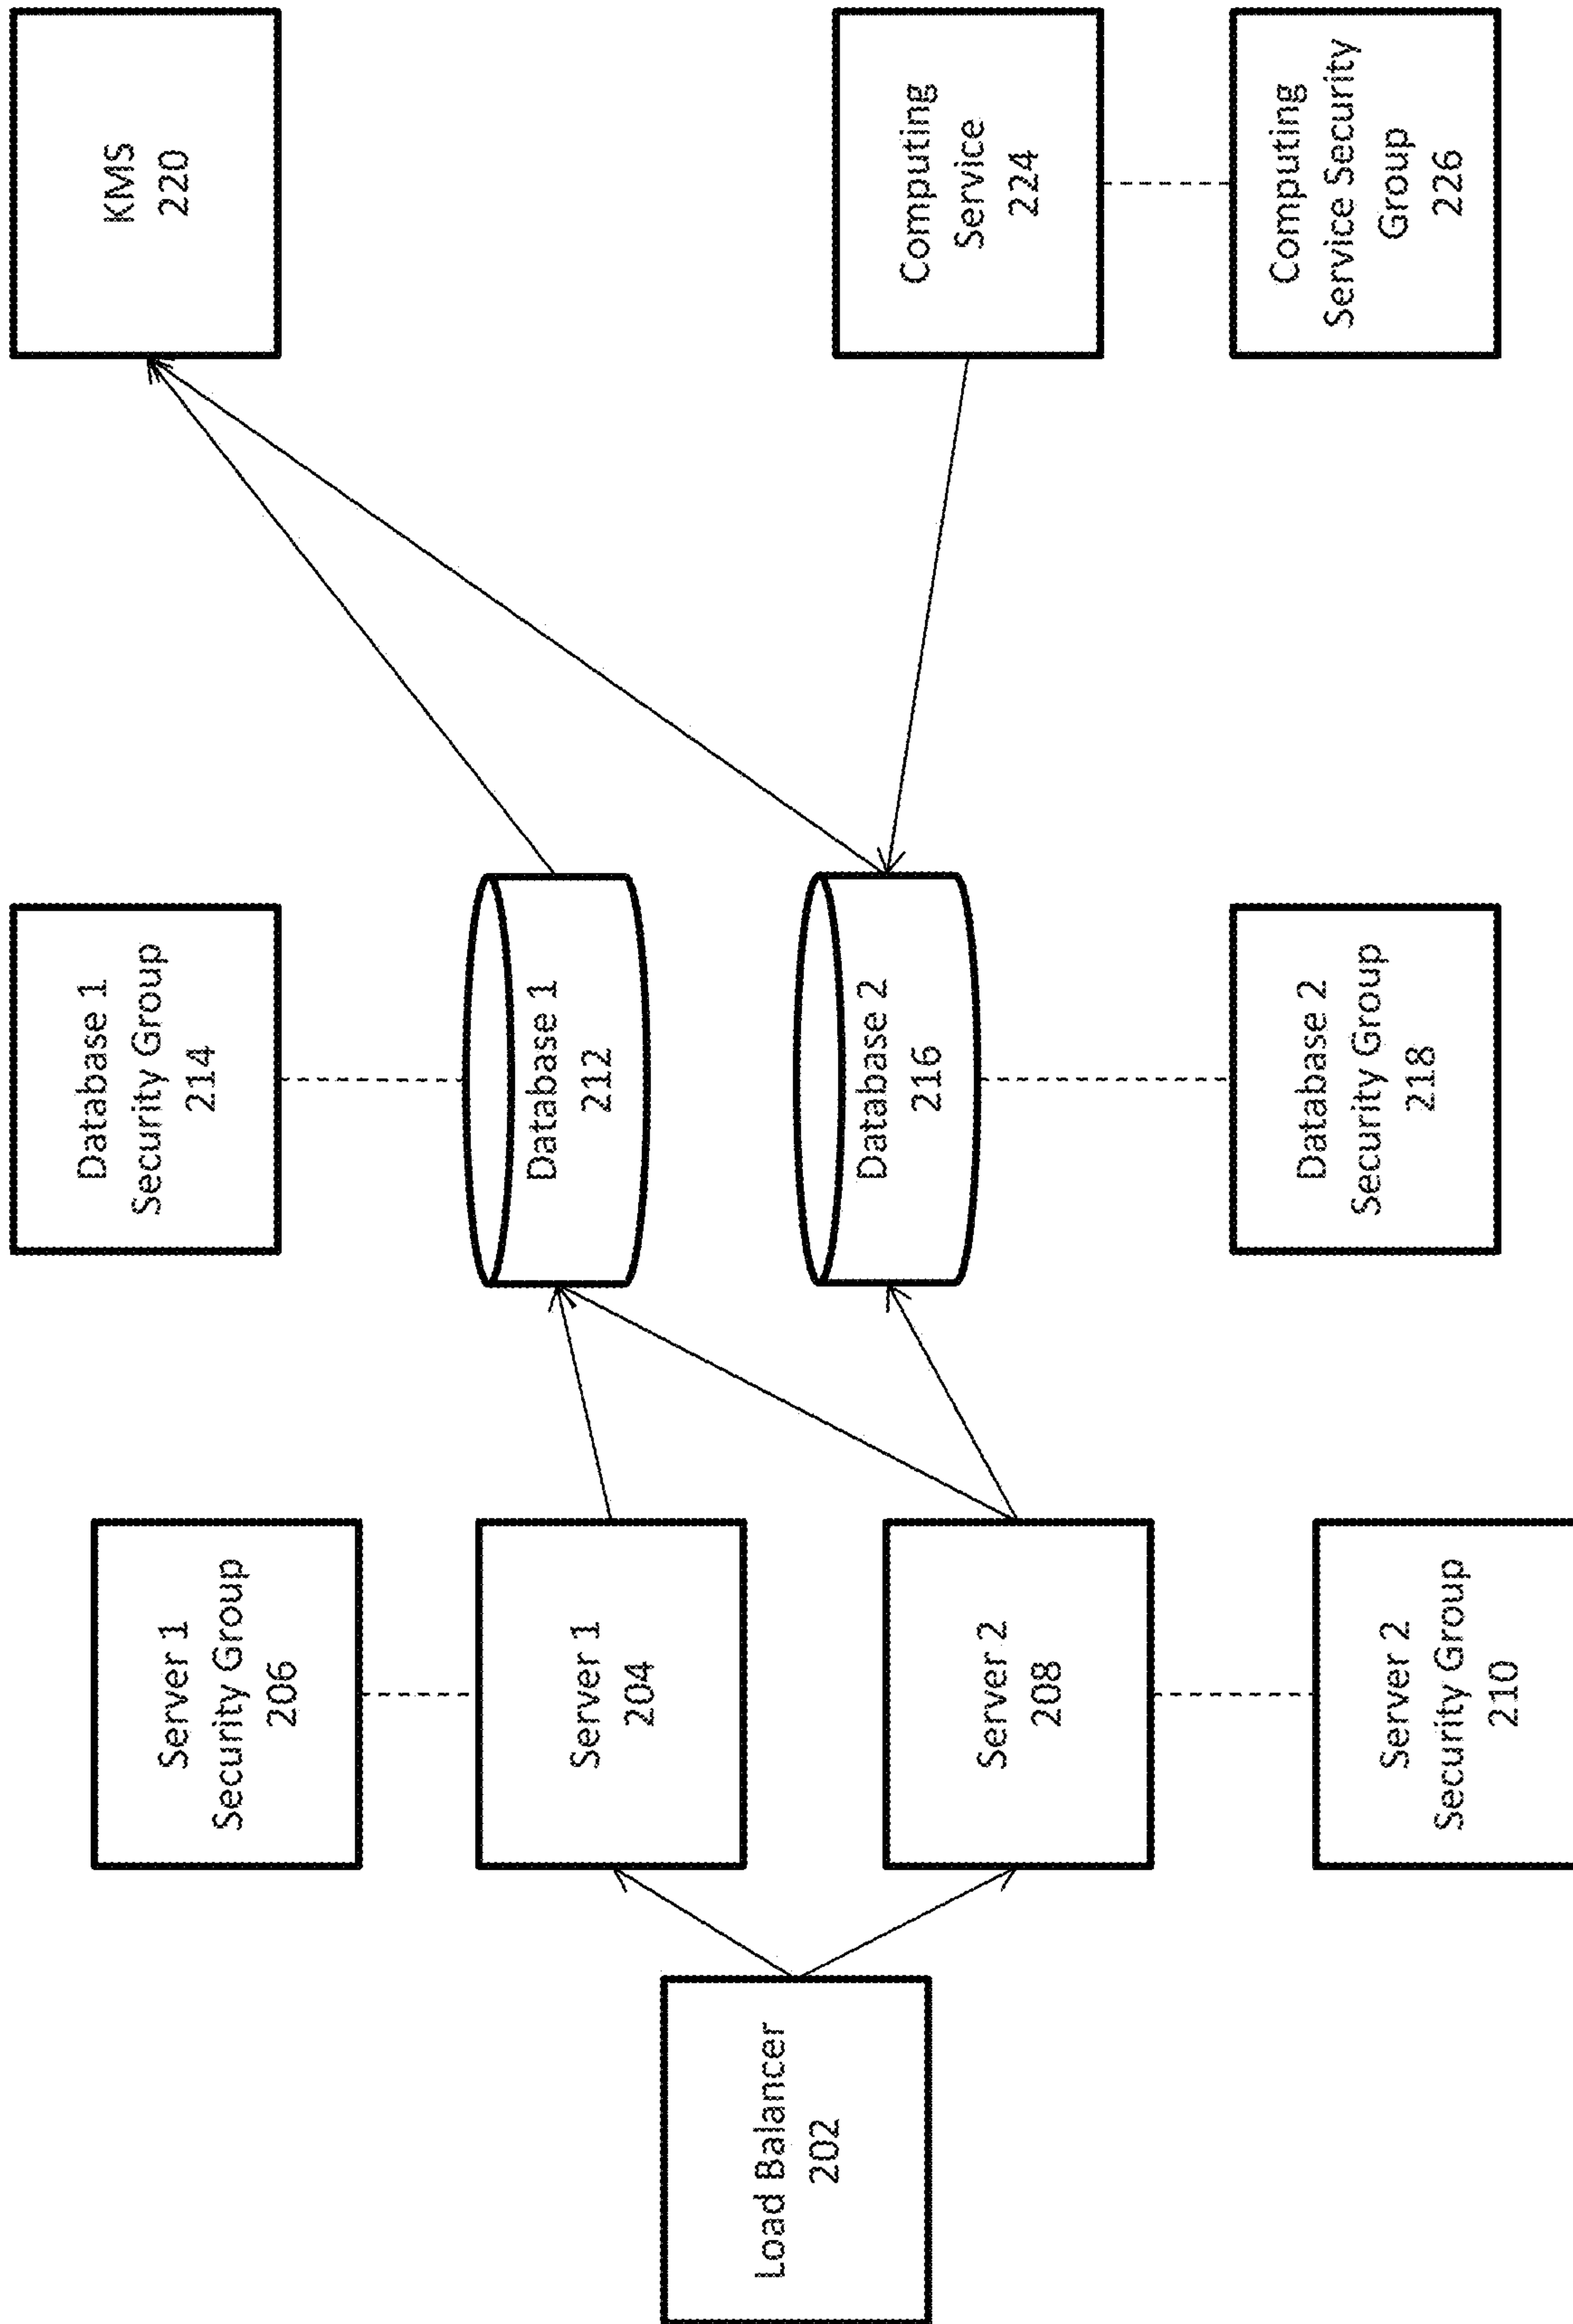 Load Balancer
202
Server 1
Security Group
206
Server 1
204
Server 2
208
Server 2
Security Group
210
Database 1
Security Group
214
Database 1
212
Database 2
216
Database 2
Security Group
218
KMS
220
Computing
Service
224
Computing
Service Security
Group
226